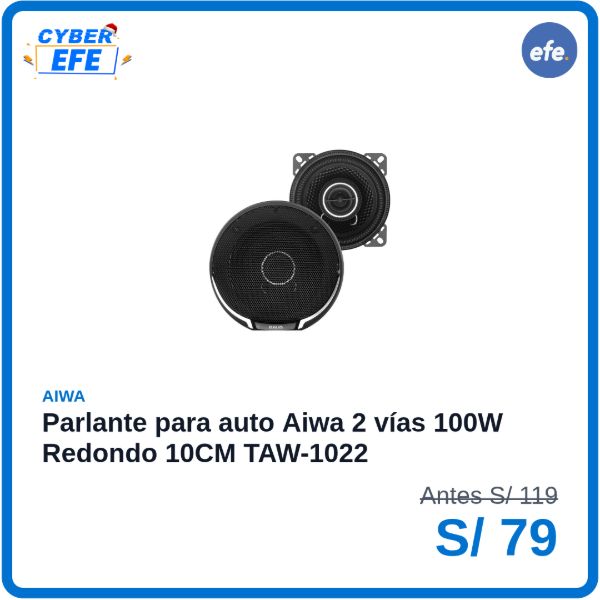 CYBER
EFE
efe.
AIWA
Parlante para auto Aiwa 2 vías 100W
Redondo 10CM TAW-1022
Antes S/ 119
S/ 79